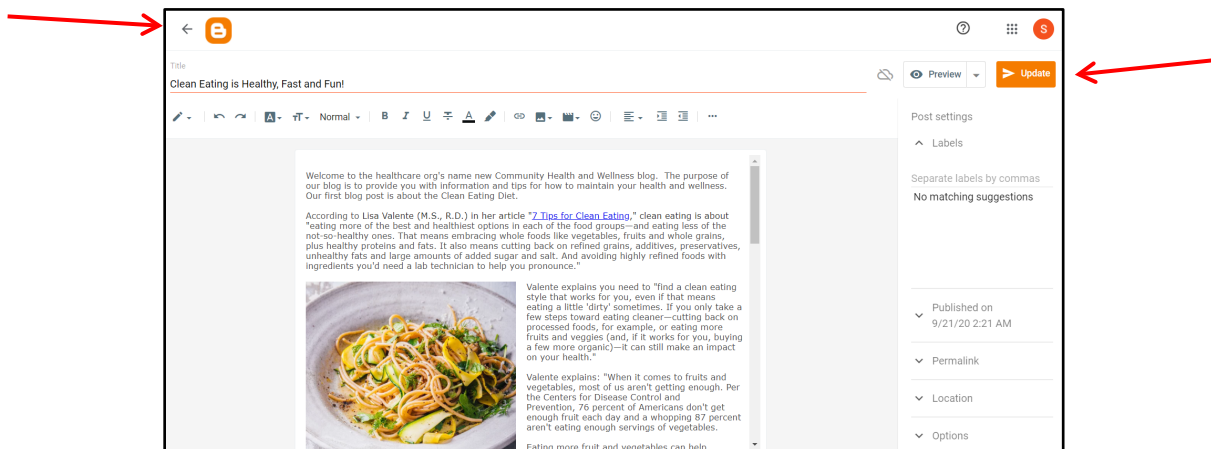 S
Title
Clean Eating is Healthy, Fast and Fun!
Preview
Update
Normal
B I U A
Post settings
Labels
Separate labels by commas
No matching suggestions
Welcome to the healthcare org's name new Community Health and Wellness blog.  The purpose of
our blog is to provide you with information and tips for how to maintain your health and wellness.
Our first blog post is about the Clean Eating Diet.
According to Lisa Valente (M.S., R.D.) in her article "7 Tips for Clean Eating," clean eating is about
"eating more of the best and healthiest options in each of the food groups—and eating less of the
not-so-healthy ones. That means embracing whole foods like vegetables, fruits and whole grains,
plus healthy proteins and fats. It also means cutting back on refined grains, additives, preservatives,
unhealthy fats and large amounts of added sugar and salt. And avoiding highly refined foods with
ingredients you'd need a lab technician to help you pronounce."
Valente explains you need to "find a clean eating
style that works for you, even if that means
eating a little 'dirty' sometimes. If you only take a
few steps toward eating cleaner—cutting back on
processed foods, for example, or eating more
fruits and veggies (and, if it works for you, buying
a few more organic)—it can still make an impact
on your health."
Valente explains: "When it comes to fruits and
vegetables, most of us aren't getting enough. Per
the Centers for Disease Control and
Prevention, 76 percent of Americans don't get
enough fruit each day and a whopping 87 percent
aren't eating enough servings of vegetables.
Eating more fruit and vegetables can help
Published on
9/21/20 2:21 AM
Permalink
Location
Options